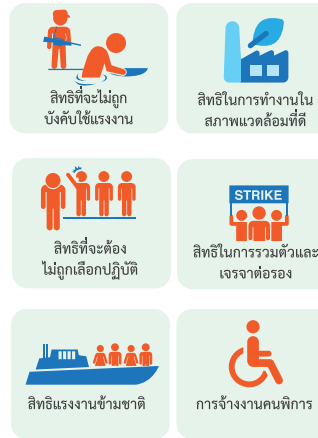 สิทธิที่จะไม่ถูก
บังคับใช้แรงงาน
สิทธิในการทำงานใน
สภาพแวดล้อมที่ดี
สิทธิที่จะต้อง
ไม่ถูกเลือกปฏิบัติ
STRIKE
สิทธิในการรวมตัวและ
เจรจาต่อรอง
สิทธิแรงงานข้ามชาติ
การจ้างงานคนพิการ